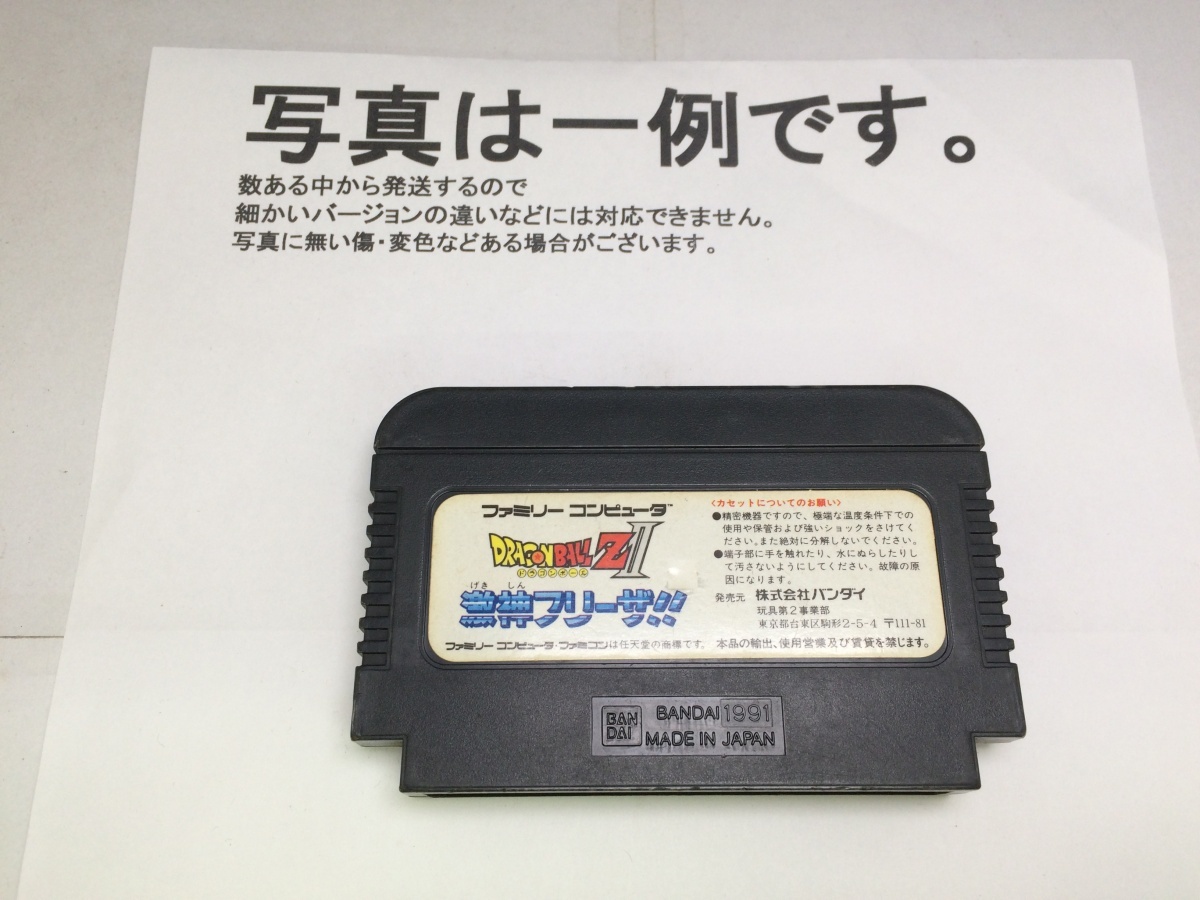 写真は一例です。
数ある中から発送するので
細かいバージョンの違いなどには対応できません。
写真に無い傷・変色などある場合がございます。
ファミリー コンピュータ™
DRAGON BALL Z II
ドラゴンボール
げき しん
激神フリーザ!!
ファミリー コンピュータ・ファミコンは任天堂の商標です。
〈カセットについてのお願い〉
●精密機器ですので、極端な温度条件下での
使用や保管および強いショックをさけてく
ださい。また絶対に分解しないでください。
●端子部に手を触れたり、水にぬらしたりし
て汚さないようにしてください。故障の原
因になります。
発売元 株式会社バンダイ
玩具第2事業部
東京都台東区駒形2-5-4 〒111-81
本品の輸出、使用営業及び賃貸を禁じます。
BAN
DAI
BANDAI 1991
MADE IN JAPAN